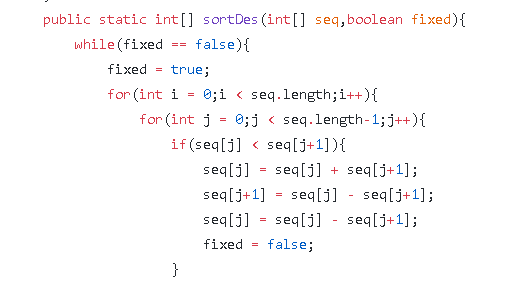 public static int[] sortDes(int[] seq,boolean fixed){
while(fixed == false){
fixed = true;
for(int i = 0;i < seq.length;i++){
for(int j = 0;j < seq.length-1;j++){
if(seq[j] < seq[j+1]){
seq[j] = seq[j] + seq[j+1];
seq[j+1] = seq[j] - seq[j+1];
seq[j] = seq[j] - seq[j+1];
fixed = false;
}